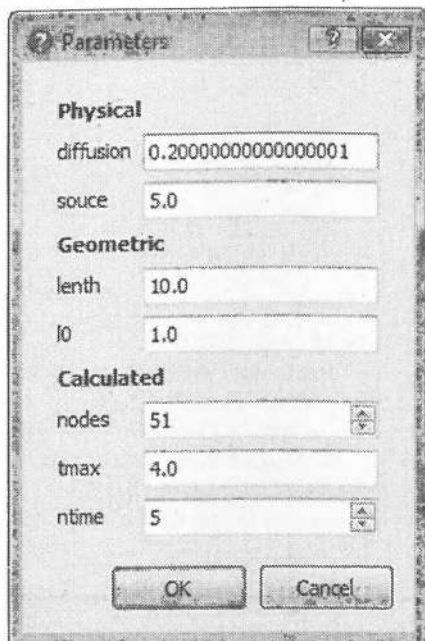 Parameters
Physical
diffusion 0.20000000000000001
souce 5.0
Geometric
lenth 10.0
l0 1.0
Calculated
nodes 51
tmax 4.0
ntime 5
OK Cancel